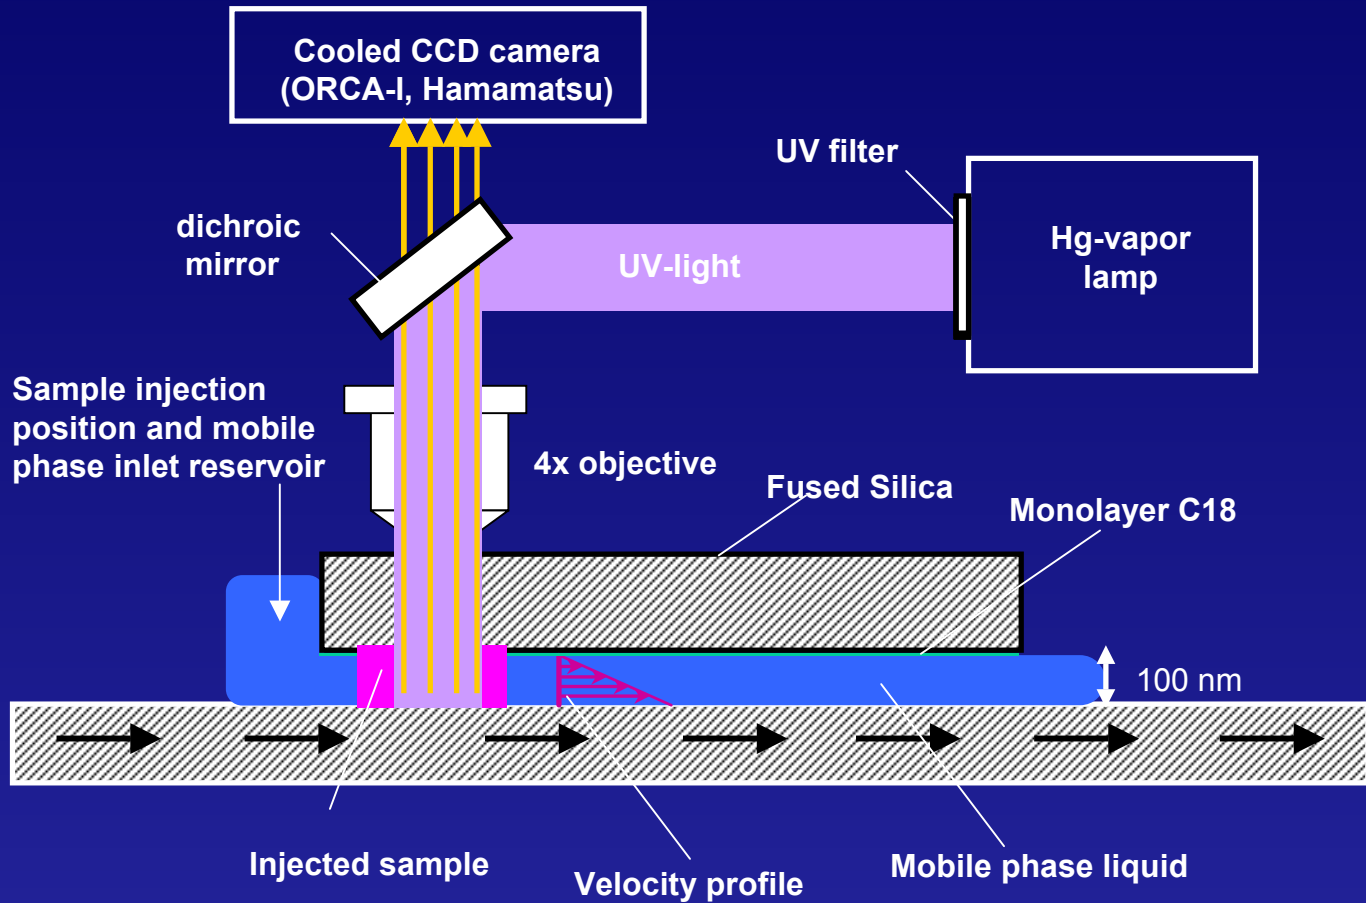 Cooled CCD camera
(ORCA-I, Hamamatsu)
UV filter
dichroic
mirror
UV-light
Hg-vapor
lamp
Sample injection
position and mobile
phase inlet reservoir
4x objective
Fused Silica
Monolayer C18
100 nm
Injected sample
Velocity profile
Mobile phase liquid